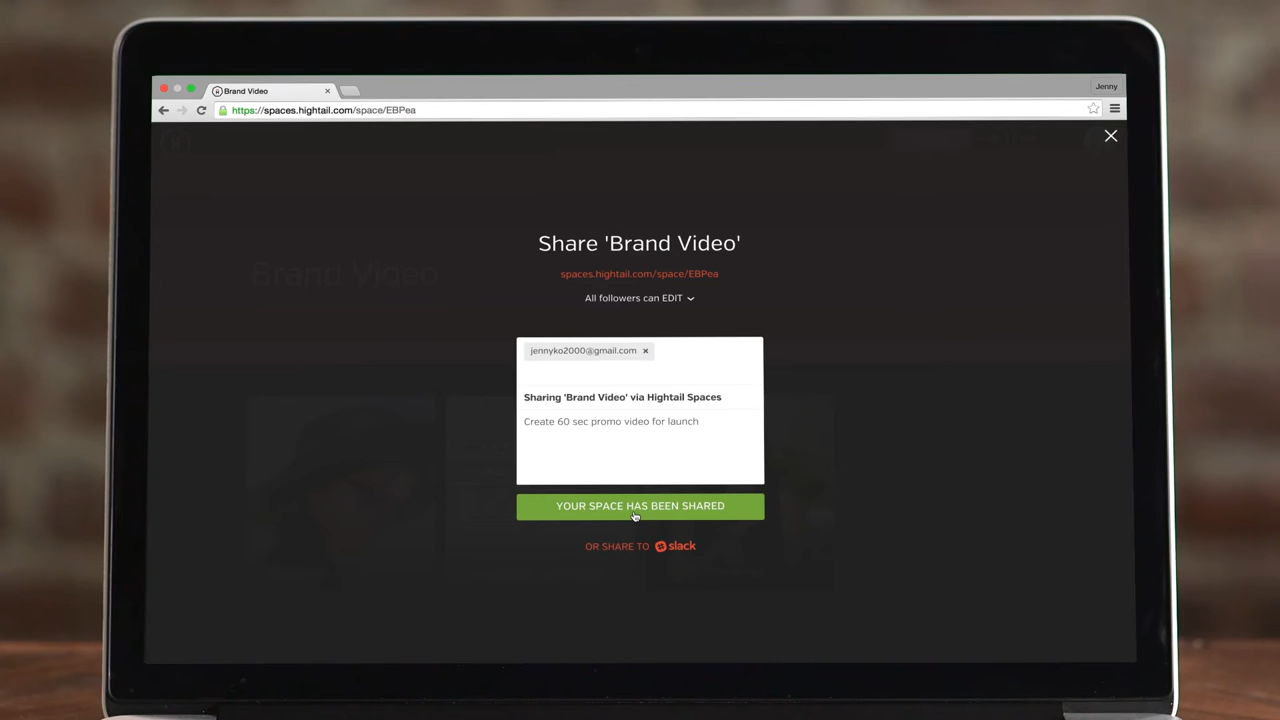 Brand Video
Jenny
https://spaces.hightail.com/space/EBPea
Share 'Brand Video'
spaces.hightail.com/space/EBPea
All followers can EDIT
Brand Video
jennyko2000@gmail.com
Sharing 'Brand Video' via Hightail Spaces
Create 60 sec promo video for launch
YOUR SPACE HAS BEEN SHARED
OR SHARE TO slack